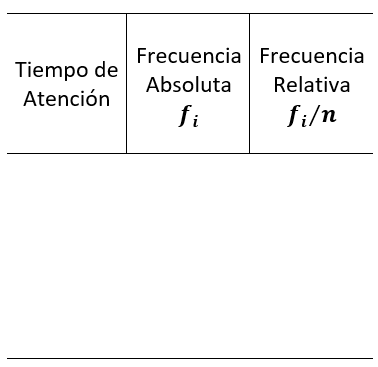 Tiempo de
Atención
Frecuencia
Absoluta
f_i
Frecuencia
Relativa
f_i/n